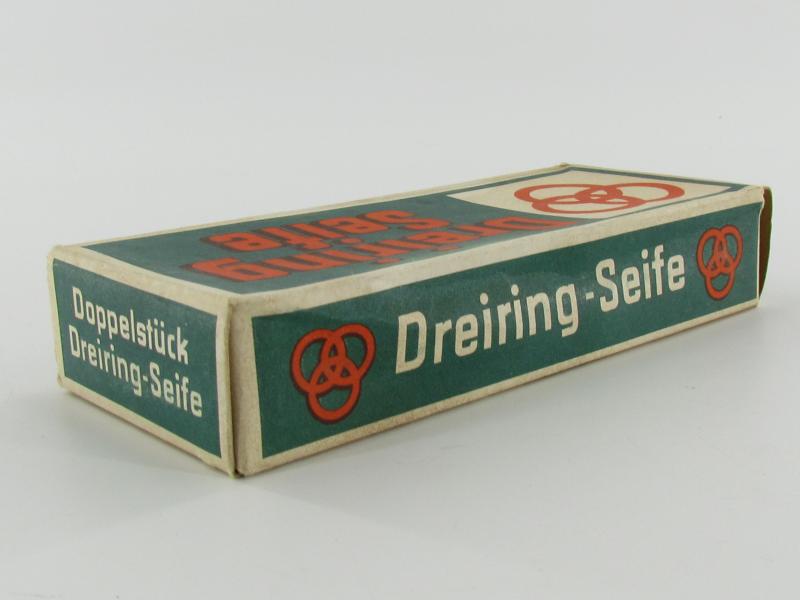 Dreiring
Seife
Doppelstück
Dreiring-Seife
Dreiring-Seife